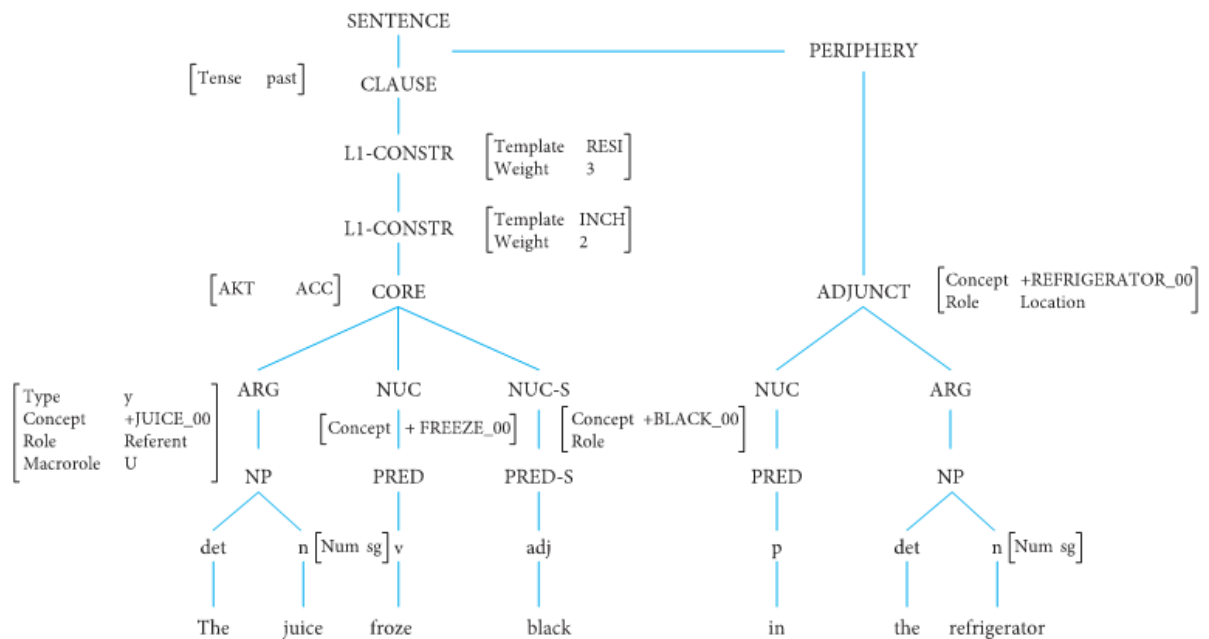 SENTENCE
PERIPHERY
[Tense past]
CLAUSE
L1-CONSTR
[Template RESI
Weight 3]
L1-CONSTR
[Template INCH
Weight 2]
[AKT ACC]
CORE
ADJUNCT
[Concept +REFRIGERATOR_00
Role Location]
[Type y
Concept +JUICE_00
Role Referent
Macrorole U]
ARG
NUC
NUC-S
NUC
ARG
[Concept + FREEZE_00]
[Concept +BLACK_00
Role]
NP
PRED
PRED-S
PRED
NP
det
n [Num sg]
v
adj
p
det
n [Num sg]
The juice froze black in the refrigerator